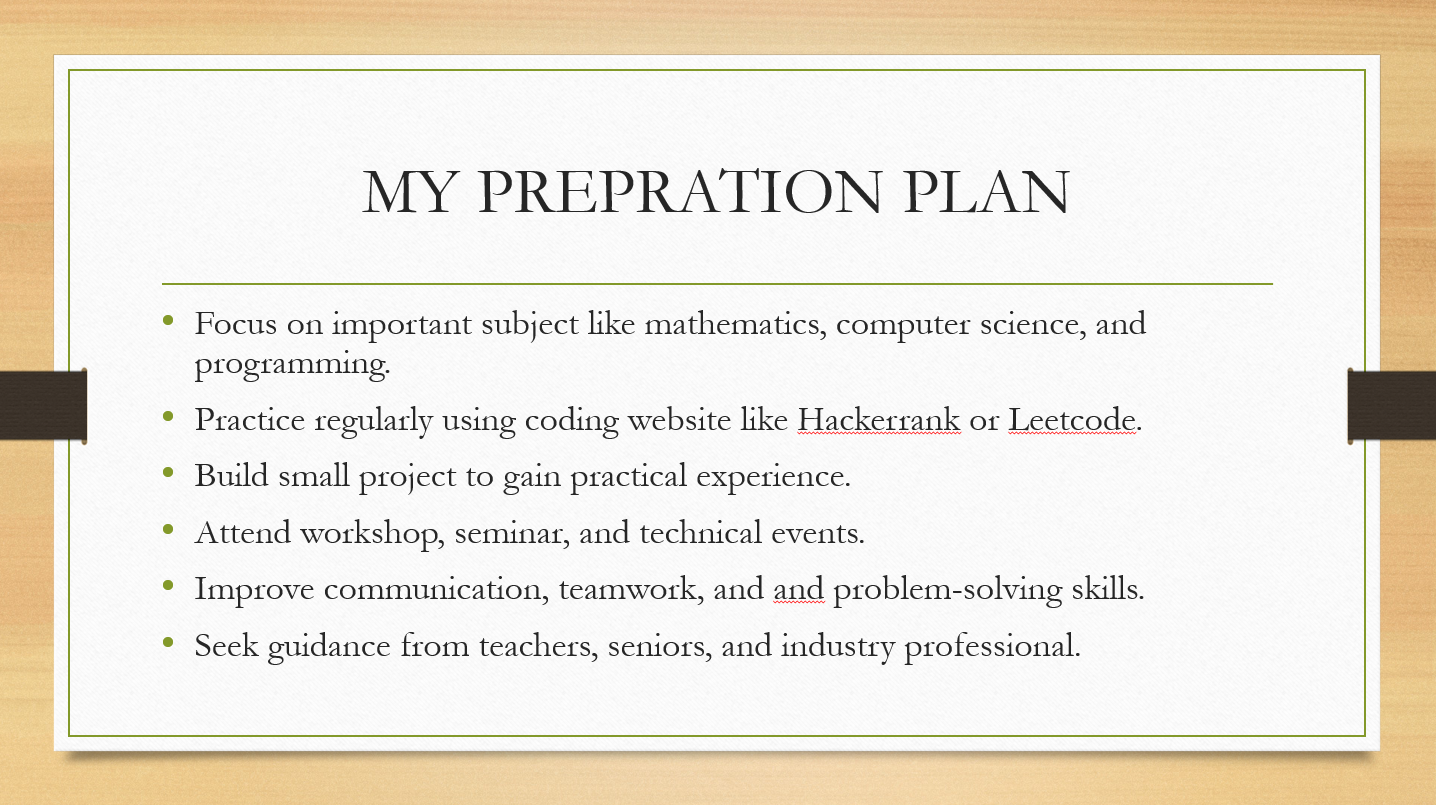 MY PREPRATION PLAN
• Focus on important subject like mathematics, computer science, and
programming.
• Practice regularly using coding website like Hackerrank or Leetcode.
• Build small project to gain practical experience.
• Attend workshop, seminar, and technical events.
• Improve communication, teamwork, and and problem-solving skills.
• Seek guidance from teachers, seniors, and industry professional.